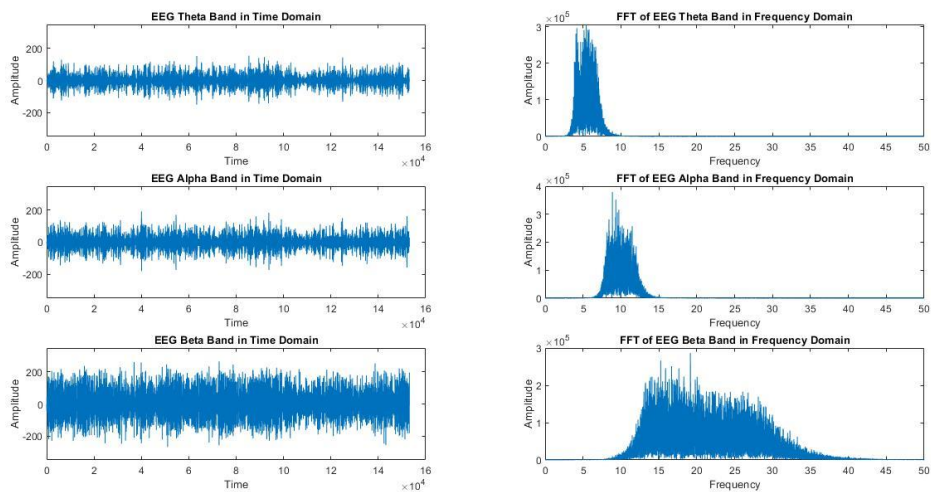 EEG Theta Band in Time Domain
200
0
-200
Amplitude
0 2 4 6 8 10 12 14 16
×10^4
Time
FFT of EEG Theta Band in Frequency Domain
×10^5
3
2
1
0
Amplitude
0 5 10 15 20 25 30 35 40 45 50
Frequency
EEG Alpha Band in Time Domain
200
0
-200
Amplitude
0 2 4 6 8 10 12 14 16
×10^4
Time
FFT of EEG Alpha Band in Frequency Domain
×10^5
4
3
2
1
0
Amplitude
0 5 10 15 20 25 30 35 40 45 50
Frequency
EEG Beta Band in Time Domain
200
0
-200
Amplitude
0 2 4 6 8 10 12 14 16
×10^4
Time
FFT of EEG Beta Band in Frequency Domain
×10^5
3
2
1
0
Amplitude
0 5 10 15 20 25 30 35 40 45 50
Frequency